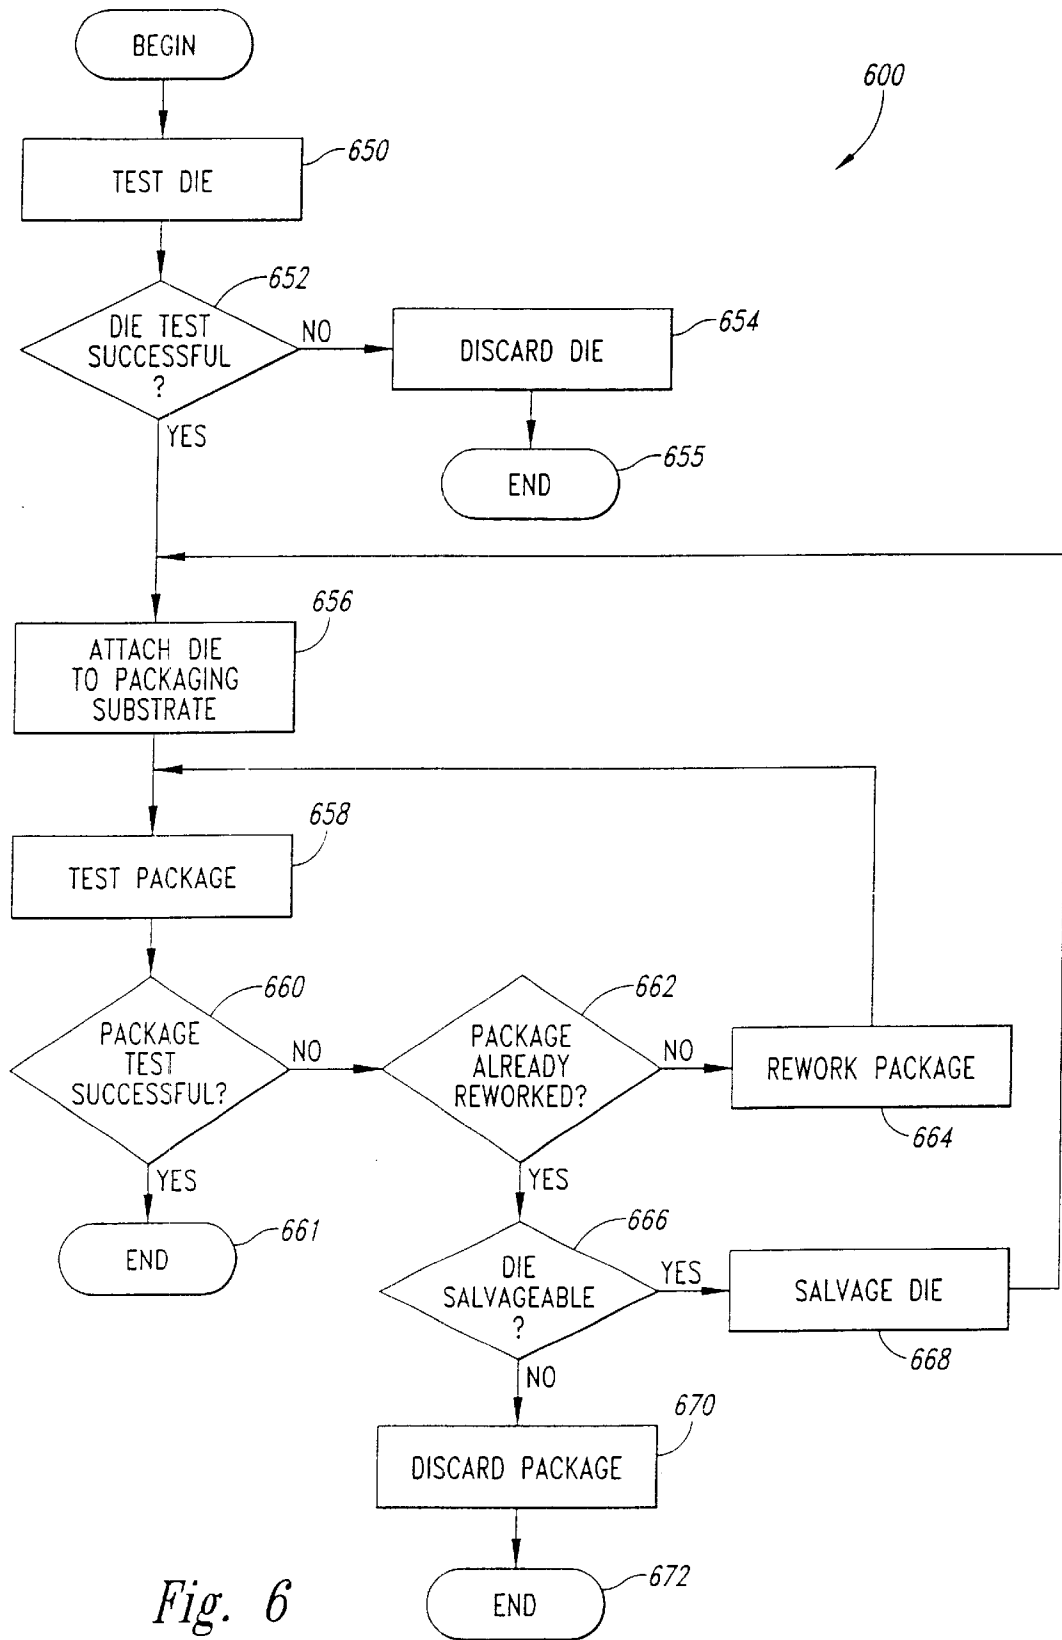 BEGIN
600
650
TEST DIE
652
DIE TEST
SUCCESSFUL
?
NO
654
DISCARD DIE
YES
655
END
656
ATTACH DIE
TO PACKAGING
SUBSTRATE
658
TEST PACKAGE
660
PACKAGE
TEST
SUCCESSFUL?
NO
662
PACKAGE
ALREADY
REWORKED?
NO
REWORK PACKAGE
664
YES
661
END
YES
666
DIE
SALVAGEABLE
?
YES
SALVAGE DIE
668
NO
670
DISCARD PACKAGE
672
END
Fig. 6